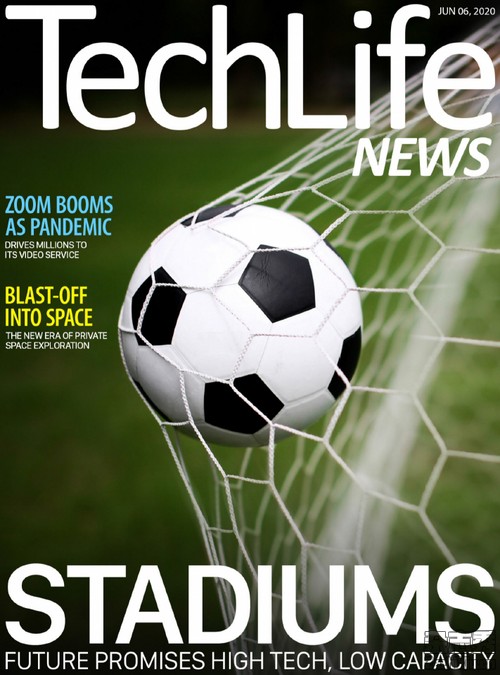 JUN 06, 2020
TechLife
NEWS
ZOOM BOOMS
AS PANDEMIC
DRIVES MILLIONS TO
ITS VIDEO SERVICE
BLAST-OFF
INTO SPACE
THE NEW ERA OF PRIVATE
SPACE EXPLORATION
STADIUMS
FUTURE PROMISES HIGH TECH, LOW CAPACITY